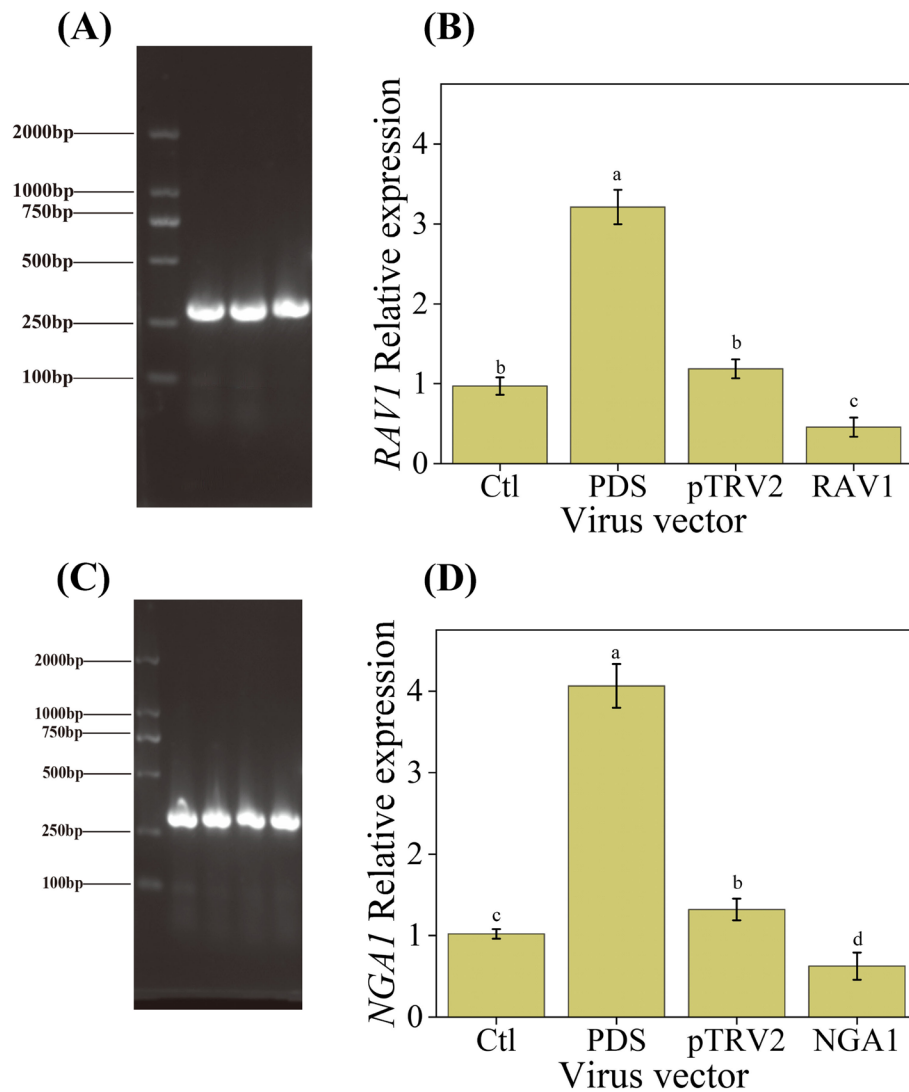 (A)
2000bp
1000bp
750bp
500bp
250bp
100bp
(B)
RAV1 Relative expression
4
3
2
1
0
a
b
b
c
Ctl PDS pTRV2 RAV1
Virus vector
(C)
2000bp
1000bp
750bp
500bp
250bp
100bp
(D)
NGA1 Relative expression
4
3
2
1
0
a
b
c
d
Ctl PDS pTRV2 NGA1
Virus vector